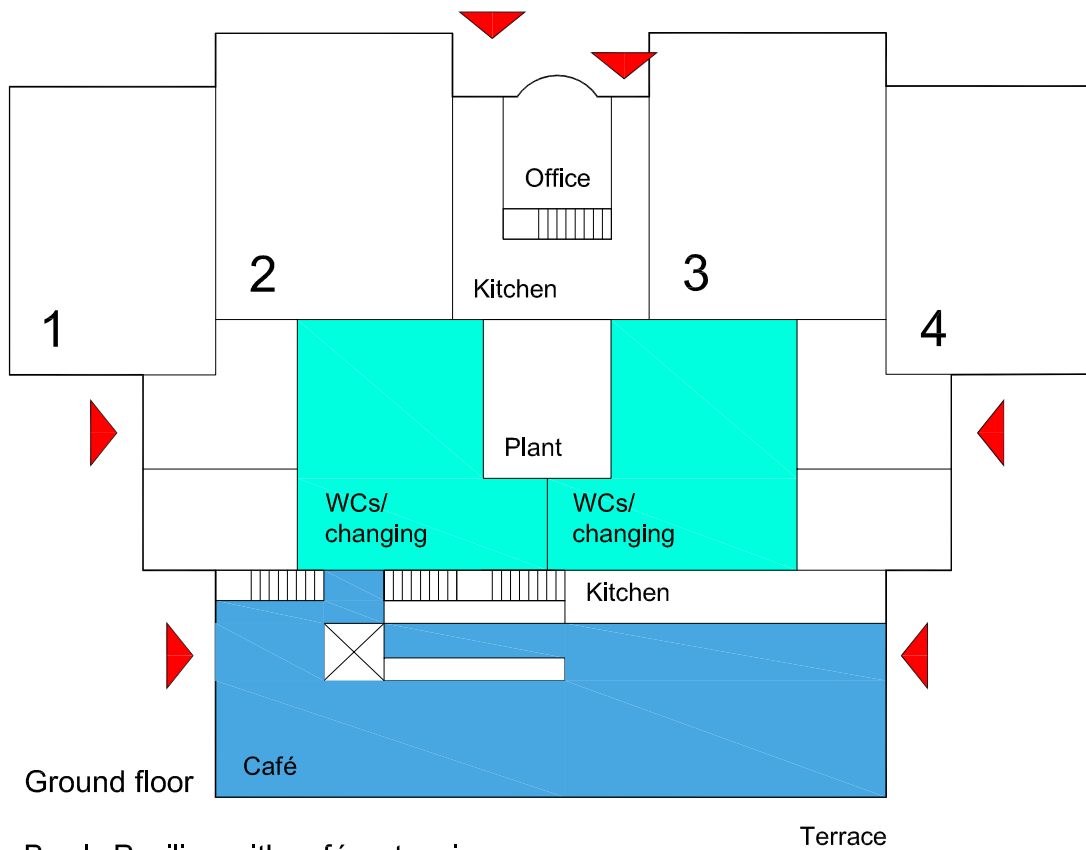 Office
2
3
Kitchen
1
4
Plant
WCs/
changing
WCs/
changing
Kitchen
Café
Ground floor
Terrace